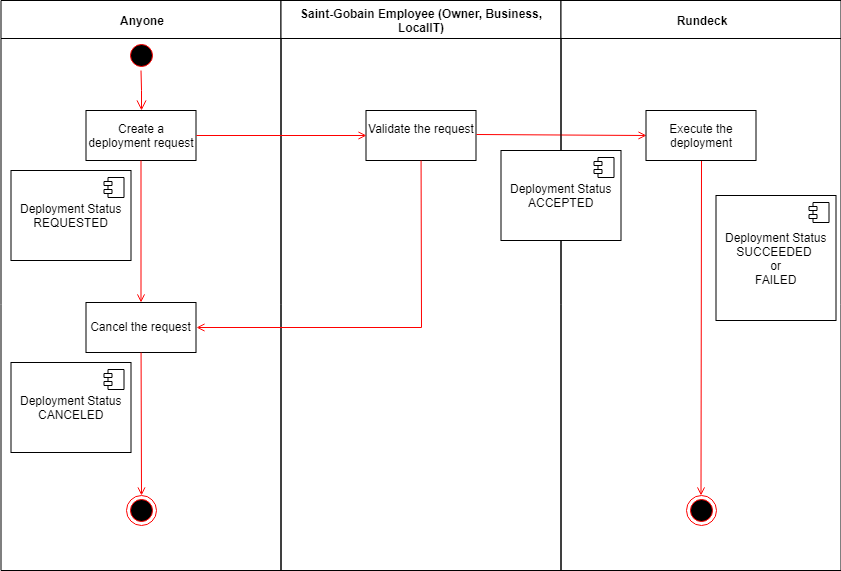 Anyone
Saint-Gobain Employee (Owner, Business,
LocalIT)
Rundeck
Create a
deployment request
Validate the request
Execute the
deployment
Deployment Status
REQUESTED
Deployment Status
ACCEPTED
Deployment Status
SUCCEEDED
or
FAILED
Cancel the request
Deployment Status
CANCELED